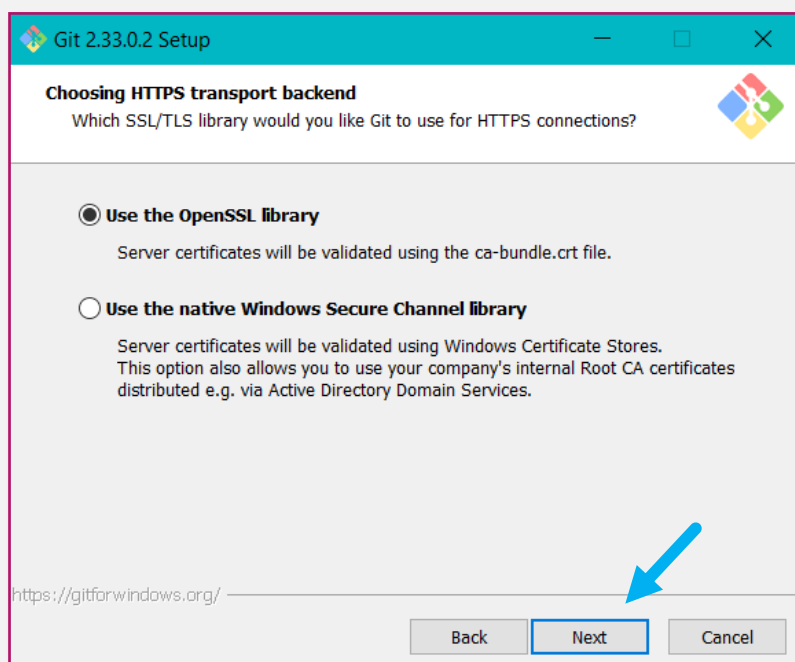 Git 2.33.0.2 Setup
Choosing HTTPS transport backend
Which SSL/TLS library would you like Git to use for HTTPS connections?
Use the OpenSSL library
Server certificates will be validated using the ca-bundle.crt file.
Use the native Windows Secure Channel library
Server certificates will be validated using Windows Certificate Stores.
This option also allows you to use your company's internal Root CA certificates
distributed e.g. via Active Directory Domain Services.
https://gitforwindows.org/
Back Next Cancel